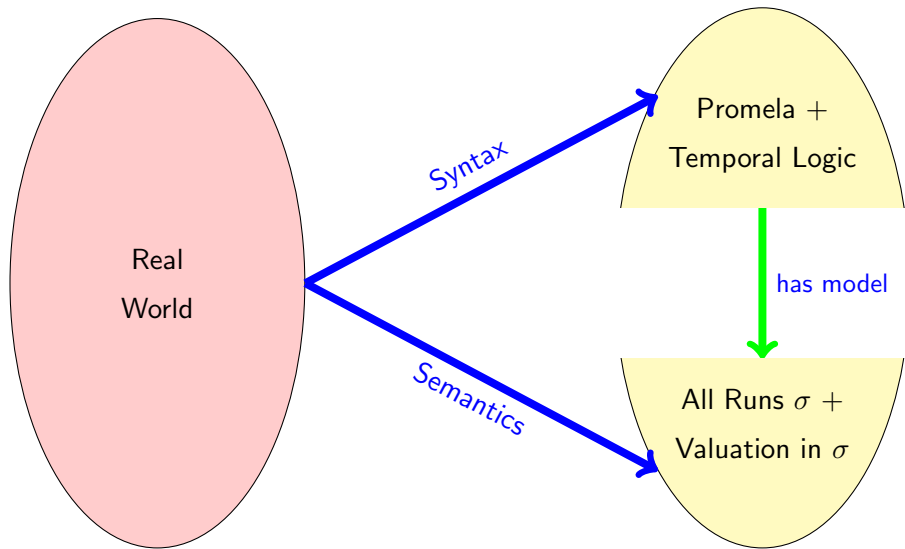 Real
World
Syntax
Semantics
Promela +
Temporal Logic
has model
All Runs σ +
Valuation in σ